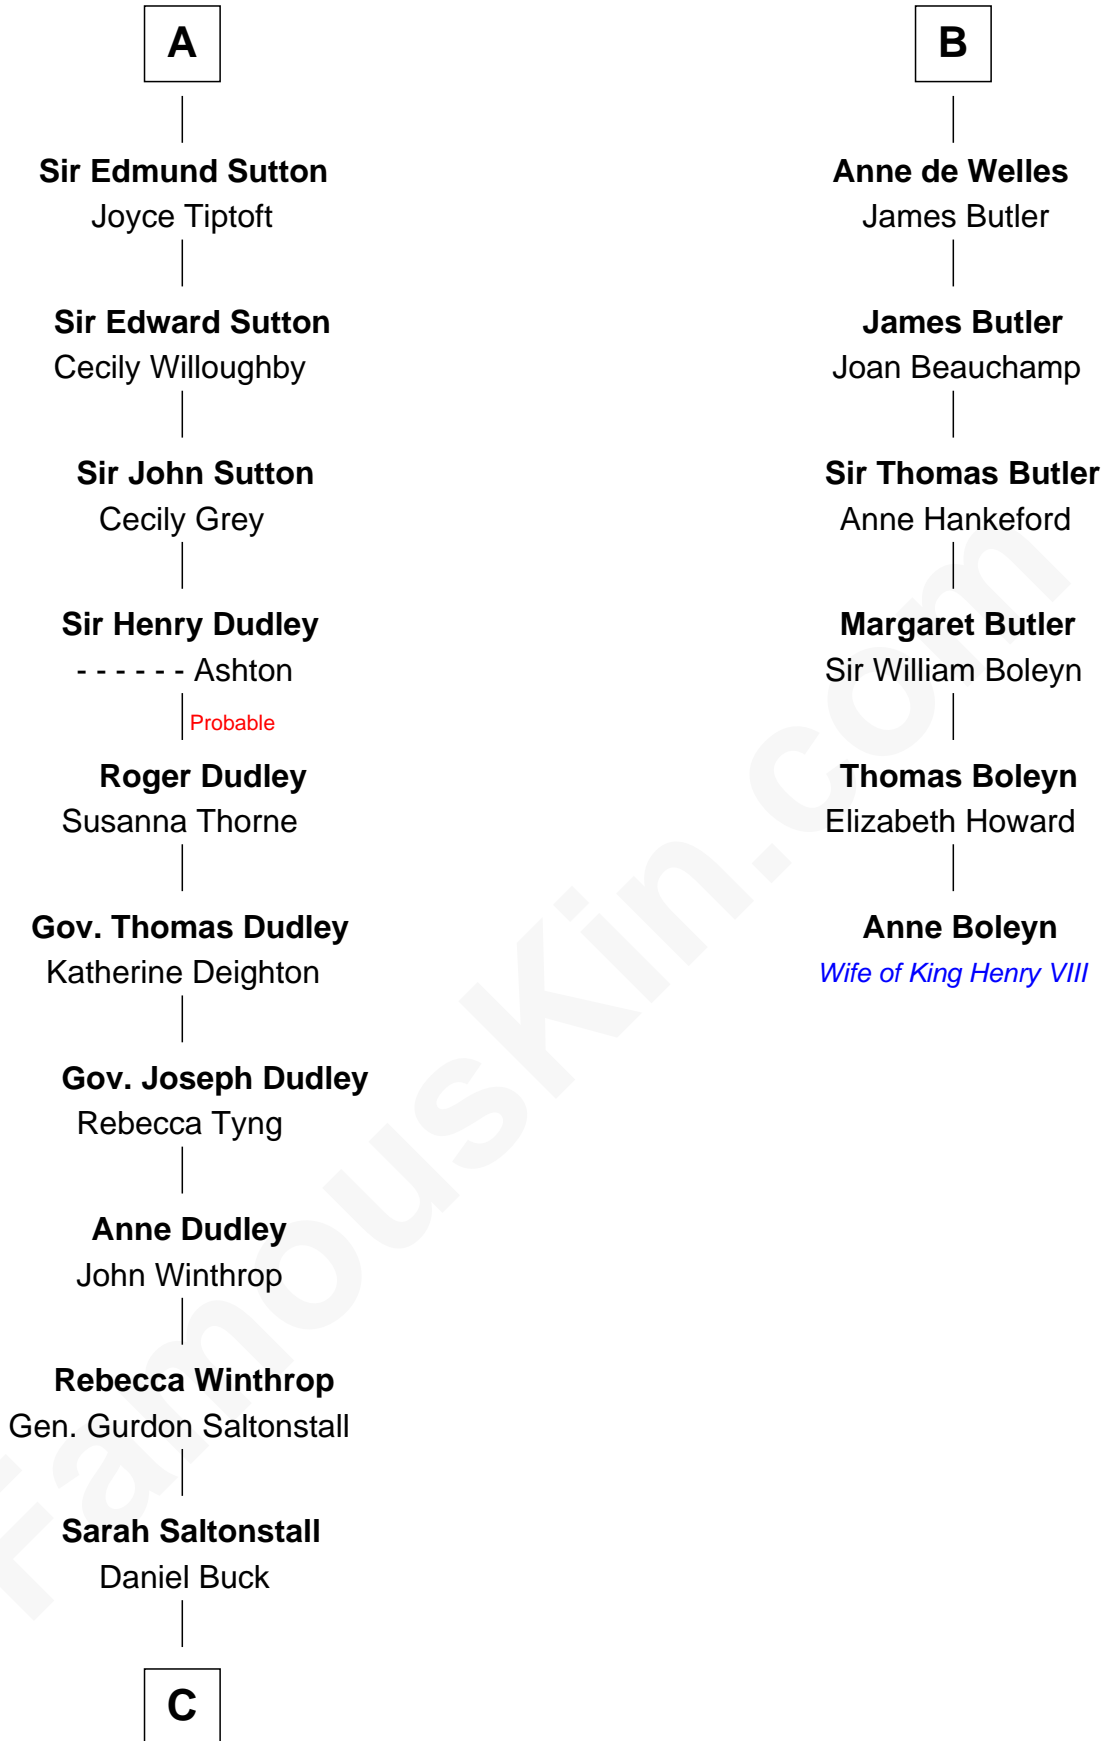 A
Sir Edmund Sutton
Joyce Tiptoft
Sir Edward Sutton
Cecily Willoughby
Sir John Sutton
Cecily Grey
Sir Henry Dudley
- - - - - - Ashton
Probable
Roger Dudley
Susanna Thorne
Gov. Thomas Dudley
Katherine Deighton
Gov. Joseph Dudley
Rebecca Tyng
Anne Dudley
John Winthrop
Rebecca Winthrop
Gen. Gurdon Saltonstall
Sarah Saltonstall
Daniel Buck
C
B
Anne de Welles
James Butler
James Butler
Joan Beauchamp
Sir Thomas Butler
Anne Hankeford
Margaret Butler
Sir William Boleyn
Thomas Boleyn
Elizabeth Howard
Anne Boleyn
Wife of King Henry VIII
FamousKin.com